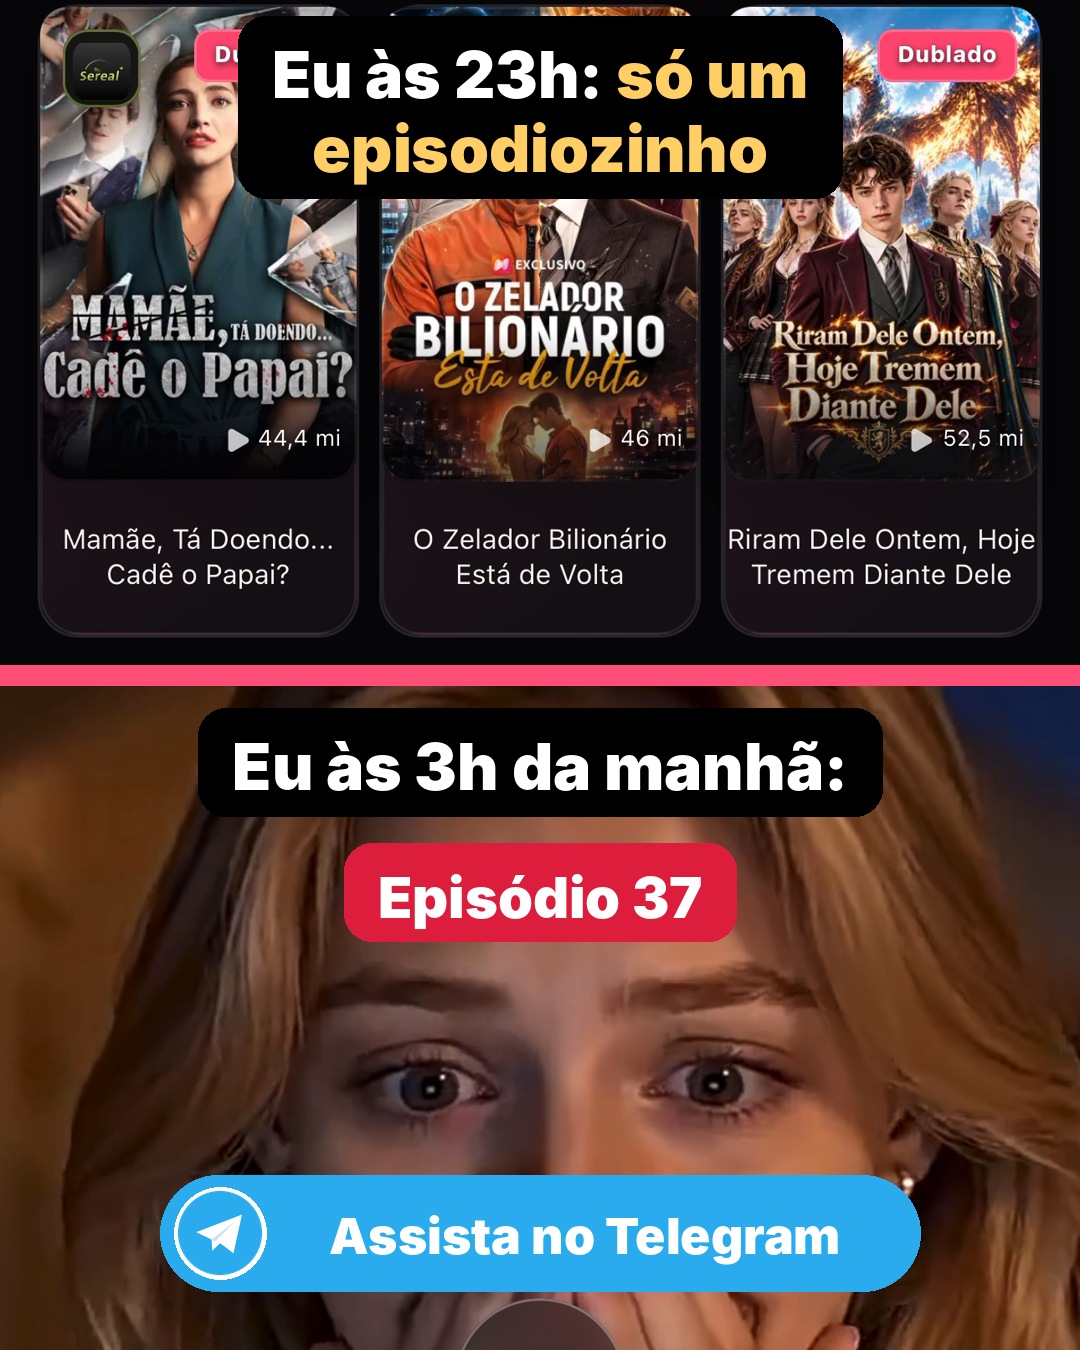 Eu às 23h: só um
episodiozinho
Sereal+
Du
Dublado
MAMÃE, TÁ DOENDO...
Cadê o Papai?
44,4 mi
EXCLUSIVO
O ZELADOR
BILIONÁRIO
Está de Volta
46 mi
Riram Dele Ontem,
Hoje Tremem
Diante Dele
52,5 mi
Mamãe, Tá Doendo...
Cadê o Papai?
O Zelador Bilionário
Está de Volta
Riram Dele Ontem, Hoje
Tremem Diante Dele
Eu às 3h da manhã:
Episódio 37
Assista no Telegram